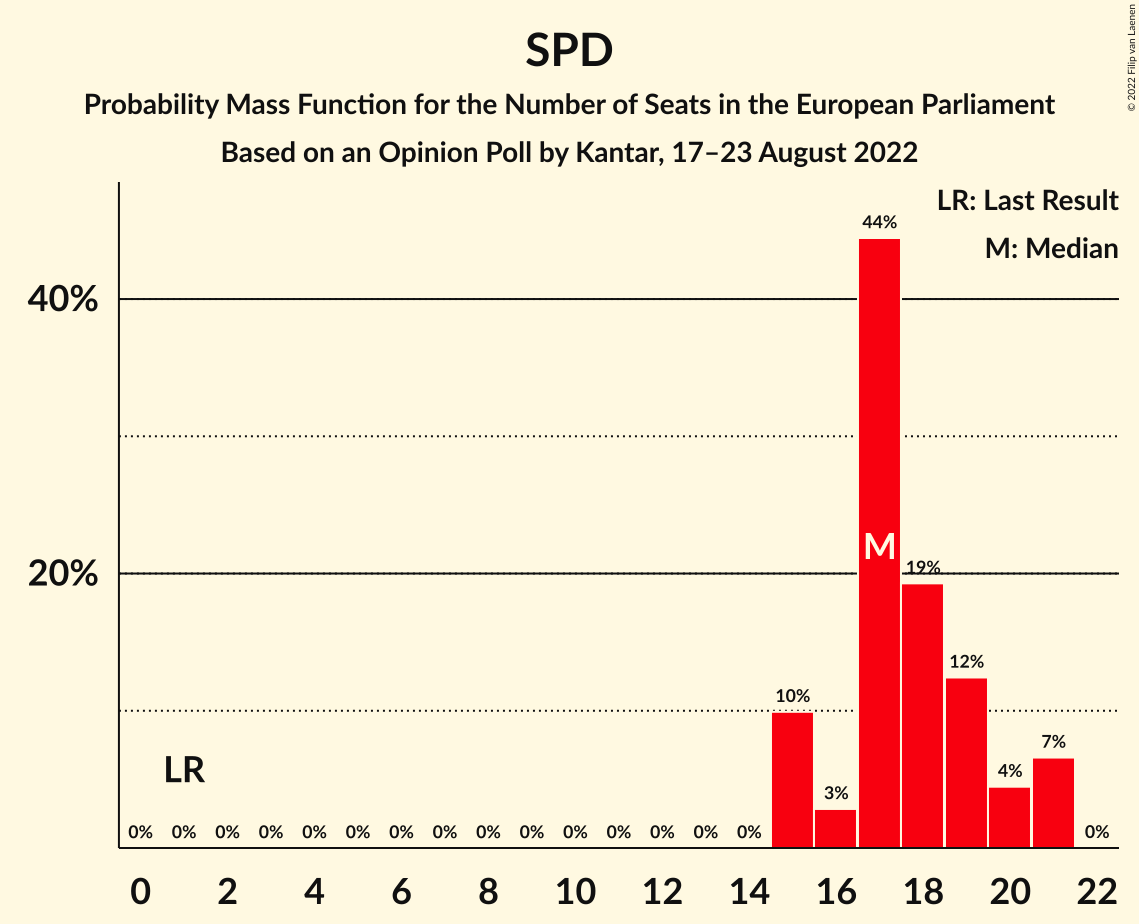 SPD
Probability Mass Function for the Number of Seats in the European Parliament
Based on an Opinion Poll by Kantar, 17–23 August 2022
© 2022 Filip van Laenen
LR: Last Result
M: Median
44%
40%
M
20%
19%
12%
10%
7%
LR
4%
3%
0% 0% 0% 0% 0% 0% 0% 0% 0% 0% 0% 0% 0% 0% 0% 0%
0 2 4 6 8 10 12 14 16 18 20 22